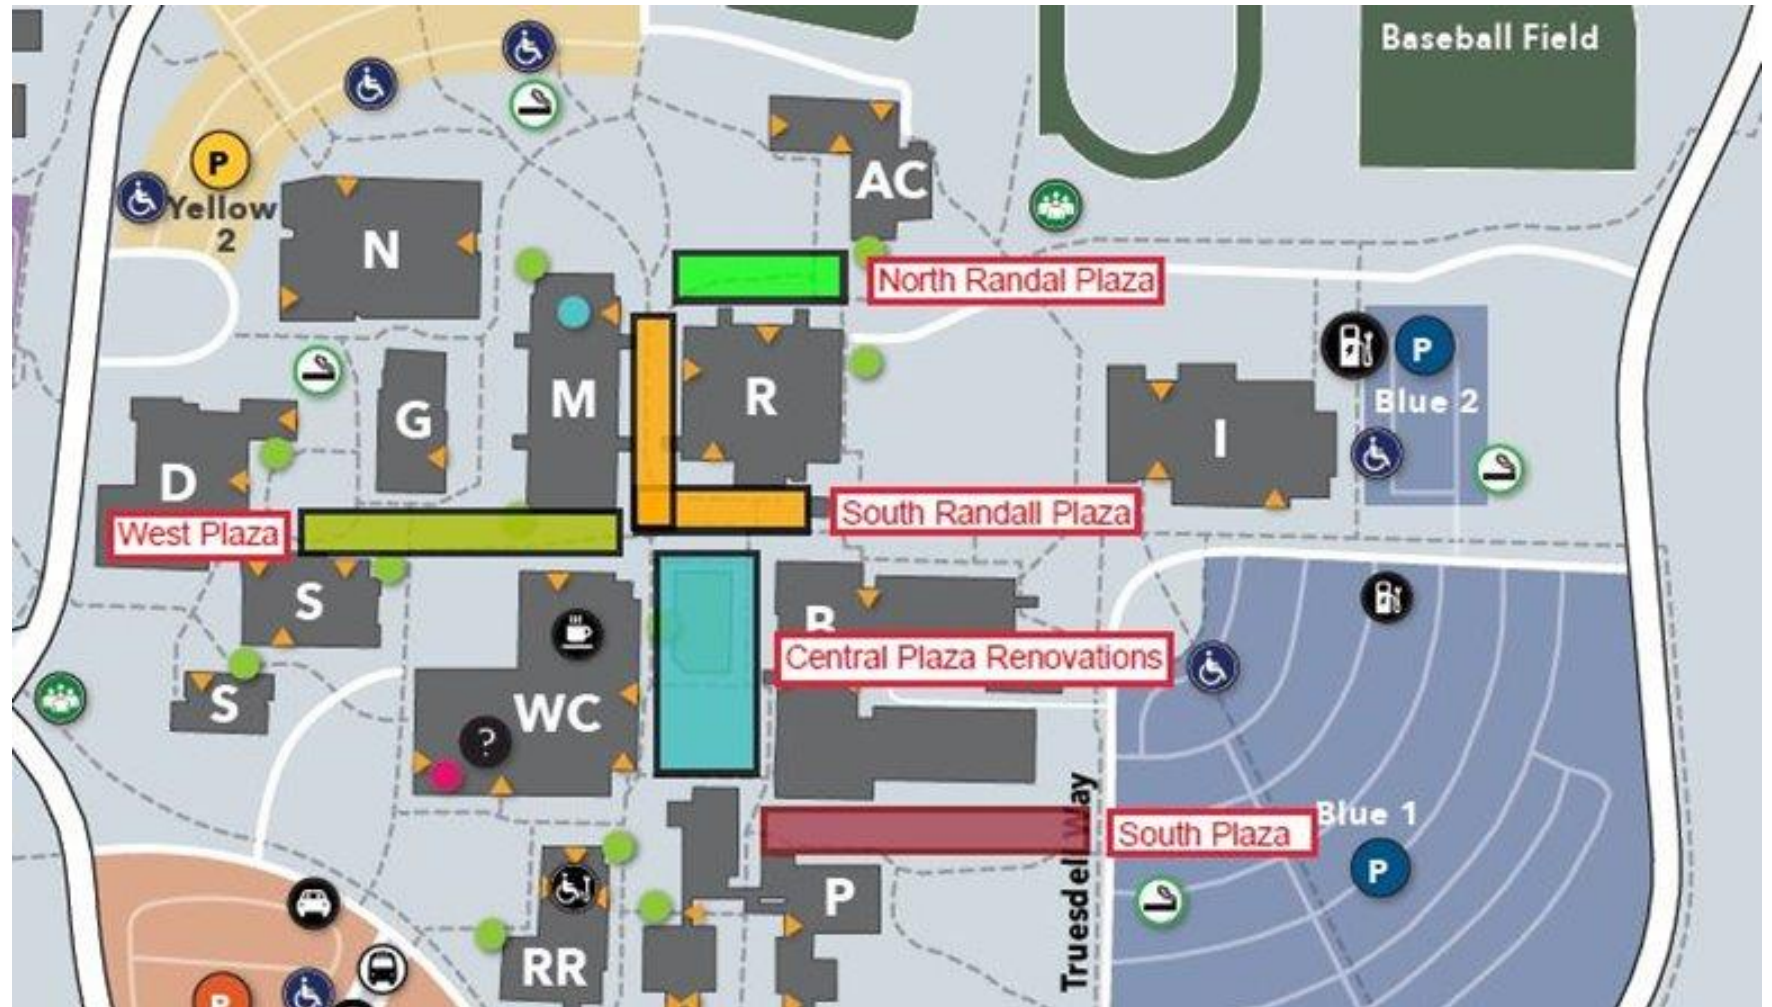 Baseball Field
P
Yellow
2
AC
N
North Randal Plaza
P
M
R
G
Blue 2
I
D
South Randall Plaza
West Plaza
S
B
Central Plaza Renovations
S
WC
?
Blue 1
South Plaza
P
P
Truesdell Way
RR
P